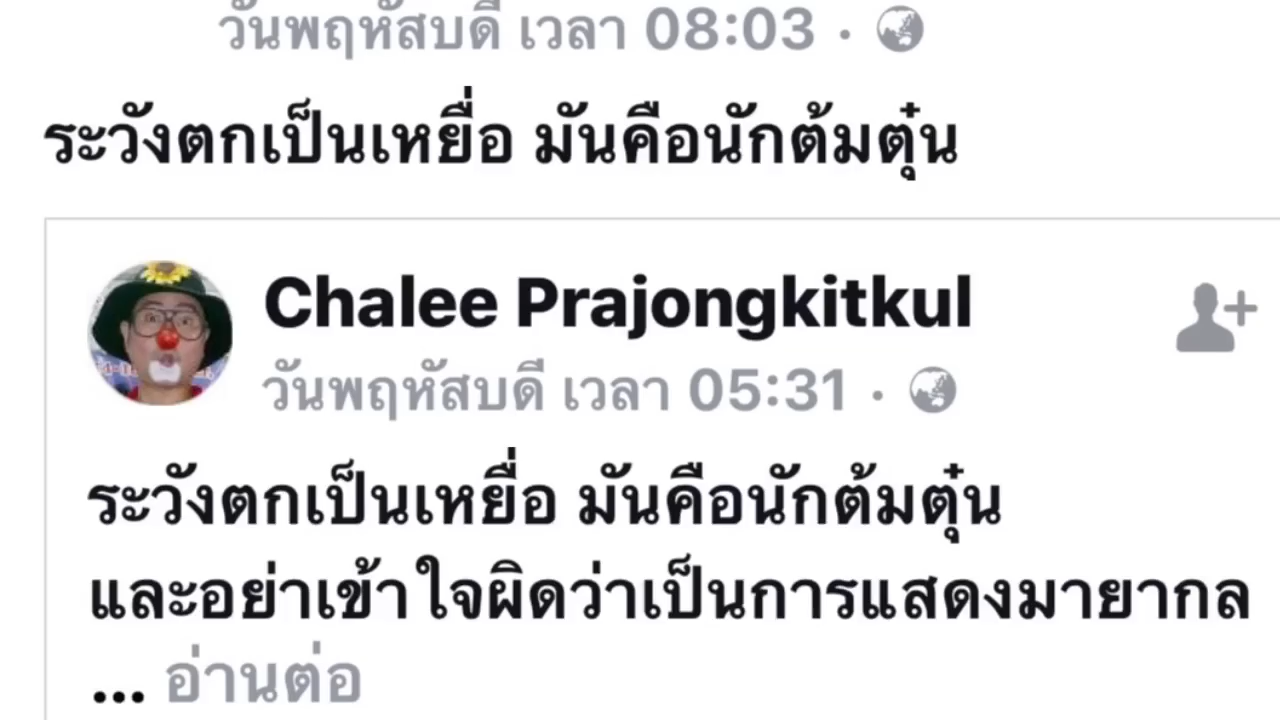 วันพฤหัสบดี เวลา 08:03 ·
ระวังตกเป็นเหยื่อ มันคือนักต้มตุ๋น
Chalee Prajongkitkul
วันพฤหัสบดี เวลา 05:31 ·
ระวังตกเป็นเหยื่อ มันคือนักต้มตุ๋น
และอย่าเข้าใจผิดว่าเป็นการแสดงมายากล
... อ่านต่อ